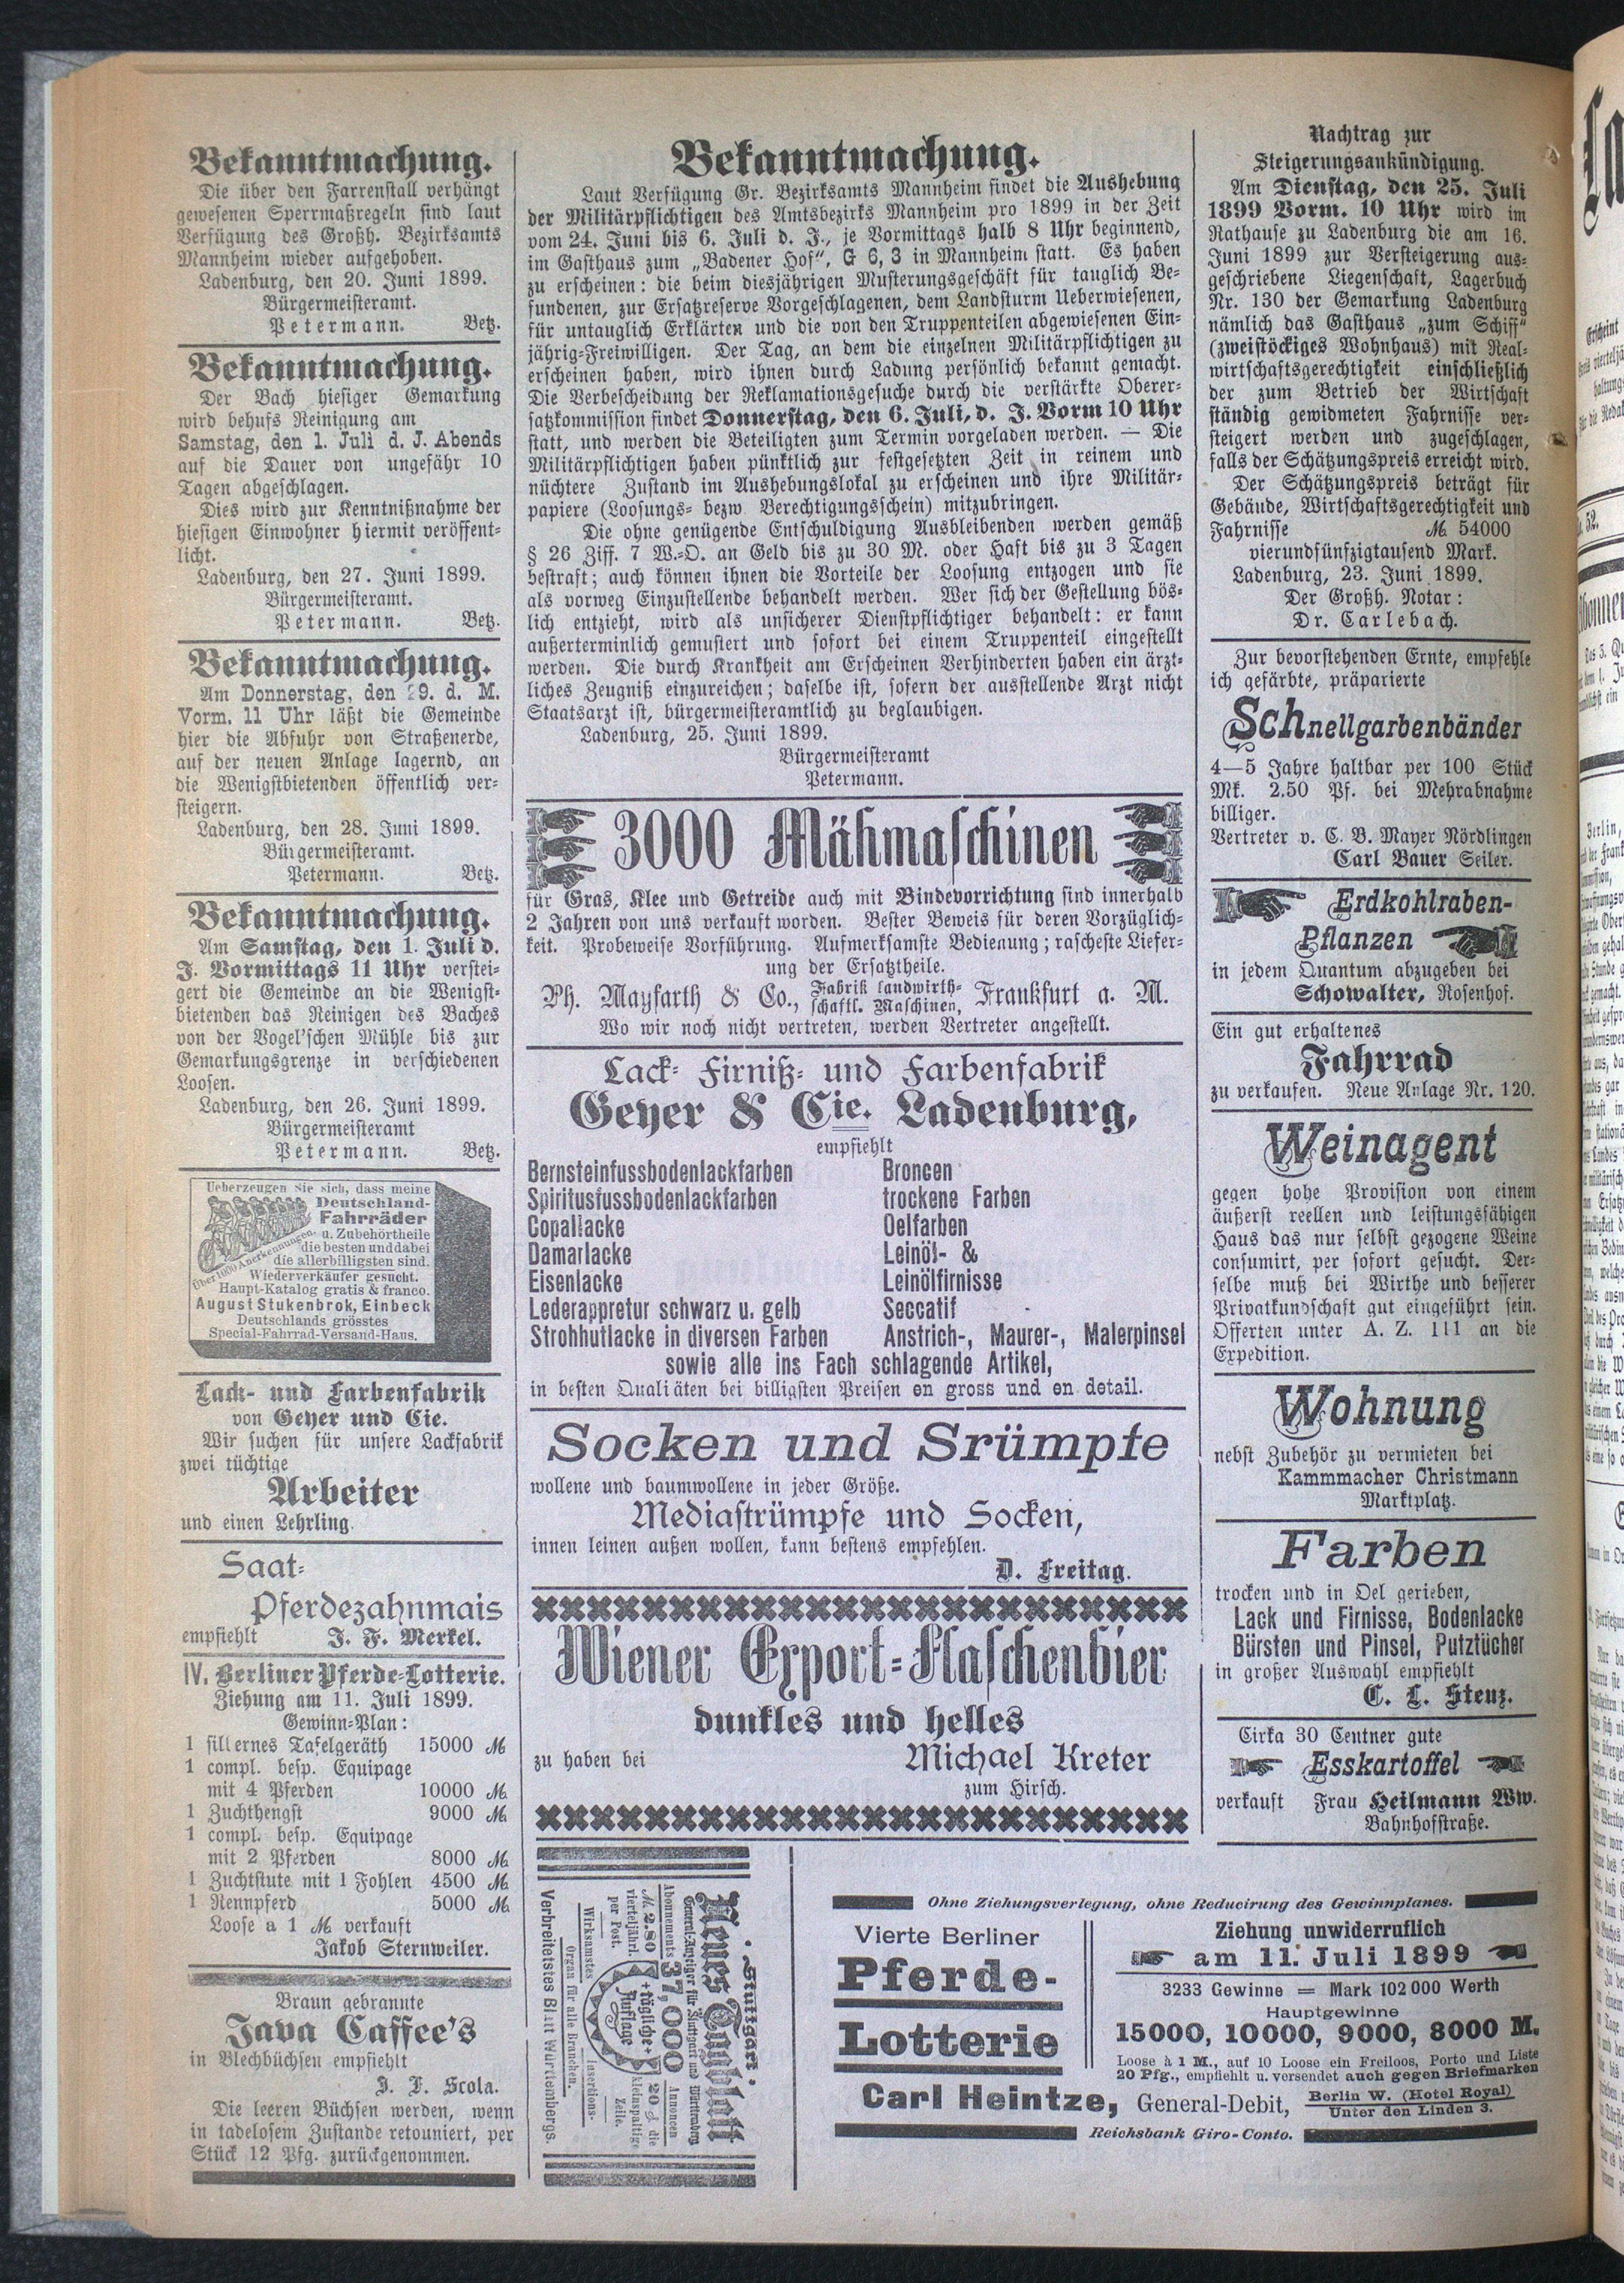 Bekanntmachung.
Die über den Farrenstall verhängt
gewesenen Sperrmaßregeln sind laut
Verfügung des Großh. Bezirksamts
Mannheim wieder aufgehoben.
Ladenburg, den 20. Juni 1899.
Bürgermeisteramt.
Petermann. Betz.
Bekanntmachung.
Der Bach hiesiger Gemarkung
wird behufs Reinigung am
Samstag, den 1. Juli d. J. Abends
auf die Dauer von ungefähr 10
Tagen abgeschlagen.
Dies wird zur Kenntnißnahme der
hiesigen Einwohner hiermit veröffent-
licht.
Ladenburg, den 27. Juni 1899.
Bürgermeisteramt.
Petermann. Betz.
Bekanntmachung.
Am Donnerstag, den 29. d. M.
Vorm. 11 Uhr läßt die Gemeinde
hier die Abfuhr von Straßenerde,
auf der neuen Anlage lagernd, an
die Wenigstbietenden öffentlich ver-
steigern.
Ladenburg, den 28. Juni 1899.
Bürgermeisteramt.
Petermann. Betz.
Bekanntmachung.
Am Samstag, den 1. Juli d.
J. Vormittags 11 Uhr verstei-
gert die Gemeinde an die Wenigst-
bietenden das Reinigen des Baches
von der Vogel'schen Mühle bis zur
Gemarkungsgrenze in verschiedenen
Loosen.
Ladenburg, den 26. Juni 1899.
Bürgermeisteramt
Petermann. Betz.
Ueberzeugen Sie sich, dass meine
Deutschland-
Fahrräder
u. Zubehörtheile
die besten und dabei
die allerbilligsten sind.
Über 1000 Anerkennungen.
Wiederverkäufer gesucht.
Haupt-Katalog gratis & franco.
August Stukenbrok, Einbeck
Deutschlands grösstes
Special-Fahrrad-Versand-Haus.
Lack- und Farbenfabrik
von Geyer und Cie.
Wir suchen für unsere Lackfabrik
zwei tüchtige
Arbeiter
und einen Lehrling.
Saat-
Pferdezahnmais
empfiehlt J. F. Merkel.
IV. Berliner Pferde-Lotterie.
Ziehung am 11. Juli 1899.
Gewinn-Plan:
1 silbernes Tafelgeräth 15000 M
1 compl. besp. Equipage
mit 4 Pferden 10000 M.
1 Zuchthengst 9000 M
1 compl. besp. Equipage
mit 2 Pferden 8000 M.
1 Zuchtstute mit 1 Fohlen 4500 M.
1 Rennpferd 5000 M.
Loose a 1 M. verkauft
Jakob Sternweiler.
Braun gebrannte
Java Caffee's
in Blechbüchsen empfiehlt
J. F. Scola.
Die leeren Büchsen werden, wenn
in tadelosem Zustande retouniert, per
Stück 12 Pfg. zurückgenommen.
Bekanntmachung.
Laut Verfügung Gr. Bezirksamts Mannheim findet die Aushebung
der Militärpflichtigen des Amtsbezirks Mannheim pro 1899 in der Zeit
vom 24. Juni bis 6. Juli d. J., je Vormittags halb 8 Uhr beginnend,
im Gasthaus zum „Badener Hof“, G 6, 3 in Mannheim statt. Es haben
zu erscheinen: die beim diesjährigen Musterungsgeschäft für tauglich Be-
fundenen, zur Ersatzreserve Vorgeschlagenen, dem Landsturm Ueberwiesenen,
für untauglich Erklärten und die von den Truppenteilen abgewiesenen Ein-
jährig-Freiwilligen. Der Tag, an dem die einzelnen Militärpflichtigen zu
erscheinen haben, wird ihnen durch Ladung persönlich bekannt gemacht.
Die Verbescheidung der Reklamationsgesuche durch die verstärkte Oberer-
satzkommission findet Donnerstag, den 6. Juli, d. J. Vorm 10 Uhr
statt, und werden die Beteiligten zum Termin vorgeladen werden. — Die
Militärpflichtigen haben pünktlich zur festgesetzten Zeit in reinem und
nüchtere Zustand im Aushebungslokal zu erscheinen und ihre Militär-
papiere (Loosungs- bezw. Berechtigungsschein) mitzubringen.
Die ohne genügende Entschuldigung Ausbleibenden werden gemäß
§ 26 Ziff. 7 W.-O. an Geld bis zu 30 M. oder Haft bis zu 3 Tagen
bestraft; auch können ihnen die Vorteile der Loosung entzogen und sie
als vorweg Einzustellende behandelt werden. Wer sich der Gestellung bös-
lich entzieht, wird als unsicherer Dienstpflichtiger behandelt: er kann
außerterminlich gemustert und sofort bei einem Truppenteil eingestellt
werden. Die durch Krankheit am Erscheinen Verhinderten haben ein ärzt-
liches Zeugniß einzureichen; daselbe ist, sofern der ausstellende Arzt nicht
Staatsarzt ist, bürgermeisteramtlich zu beglaubigen.
Ladenburg, 25. Juni 1899.
Bürgermeisteramt
Petermann.
3000 Mähmaschinen
für Gras, Klee und Getreide auch mit Bindevorrichtung sind innerhalb
2 Jahren von uns verkauft worden. Bester Beweis für deren Vorzüglich-
keit. Probeweise Vorführung. Aufmerksamste Bedienung; rascheste Liefer-
ung der Ersatztheile.
Ph. Mayfarth & Co., Fabrik landwirth-
schaftl. Maschinen, Frankfurt a. M.
Wo wir noch nicht vertreten, werden Vertreter angestellt.
Lack- Firniß- und Farbenfabrik
Geyer & Cie. Ladenburg,
empfiehlt
Bernsteinfussbodenlackfarben Broncen
Spiritusfussbodenlackfarben trockene Farben
Copallacke Oelfarben
Damarlacke Leinöl- &
Eisenlacke Leinölfirnisse
Lederappretur schwarz u. gelb Seccatif
Strohhutlacke in diversen Farben Anstrich-, Maurer-, Malerpinsel
sowie alle ins Fach schlagende Artikel,
in besten Qualiäten bei billigsten Preisen en gross und en detail.
Socken und Srümpfe
wollene und baumwollene in jeder Größe.
Mediastrümpfe und Socken,
innen leinen außen wollen, kann bestens empfehlen.
D. Freitag.
Wiener Export-Flaschenbier
dunkles und helles
zu haben bei Michael Kreter
zum Hirsch.
Stuttgart.
Neues Tagblatt
General-Anzeiger für Stuttgart und Württemberg
Abonnements 37,000 Annoncen
M. 2.80 tägliche 20 die
vierteljährl. Auflage kleinspaltige
per Post. Zeile.
Wirksamstes Insertions-
Organ für alle Branchen.
Verbreitetstes Blatt Württembergs.
Nachtrag zur
Steigerungsankündigung.
Am Dienstag, den 25. Juli
1899 Vorm. 10 Uhr wird im
Rathause zu Ladenburg die am 16.
Juni 1899 zur Versteigerung aus-
geschriebene Liegenschaft, Lagerbuch
Nr. 130 der Gemarkung Ladenburg
nämlich das Gasthaus „zum Schiff“
(zweistöckiges Wohnhaus) mit Real-
wirtschaftsgerechtigkeit einschließlich
der zum Betrieb der Wirtschaft
ständig gewidmeten Fahrnisse ver-
steigert werden und zugeschlagen,
falls der Schätzungspreis erreicht wird.
Der Schätzungspreis beträgt für
Gebäude, Wirtschaftsgerechtigkeit und
Fahrnisse M. 54000
vierundfünfzigtausend Mark.
Ladenburg, 23. Juni 1899.
Der Großh. Notar:
Dr. Carlebach.
Zur bevorstehenden Ernte, empfehle
ich gefärbte, präparierte
Schnellgarbenbänder
4—5 Jahre haltbar per 100 Stück
Mk. 2.50 Pf. bei Mehrabnahme
billiger.
Vertreter v. C. B. Mayer Nördlingen
Carl Bauer Seiler.
Erdkohlraben-
Pflanzen
in jedem Quantum abzugeben bei
Schowalter, Rosenhof.
Ein gut erhaltenes
Fahrrad
zu verkaufen. Neue Anlage Nr. 120.
Weinagent
gegen hohe Provision von einem
äußerst reellen und leistungsfähigen
Haus das nur selbst gezogene Weine
consumirt, per sofort gesucht. Der-
selbe muß bei Wirthe und besserer
Privatkundschaft gut eingeführt sein.
Offerten unter A. Z. 111 an die
Expedition.
Wohnung
nebst Zubehör zu vermieten bei
Kammmacher Christmann
Marktplatz.
Farben
trocken und in Oel gerieben,
Lack und Firnisse, Bodenlacke
Bürsten und Pinsel, Putztücher
in großer Auswahl empfiehlt
C. L. Stenz.
Cirka 30 Centner gute
Esskartoffel
verkauft Frau Heilmann Ww.
Bahnhofstraße.
Ohne Ziehungsverlegung, ohne Reducirung des Gewinnplanes.
Vierte Berliner
Pferde-
Lotterie
Ziehung unwiderruflich
am 11. Juli 1899
3233 Gewinne = Mark 102 000 Werth
Hauptgewinne
15000, 10000, 9000, 8000 M.
Loose à 1 M., auf 10 Loose ein Freiloos, Porto und Liste
20 Pfg., empfiehlt u. versendet auch gegen Briefmarken
Carl Heintze, General-Debit, Berlin W. (Hotel Royal)
Unter den Linden 3.
Reichsbank Giro-Conto.